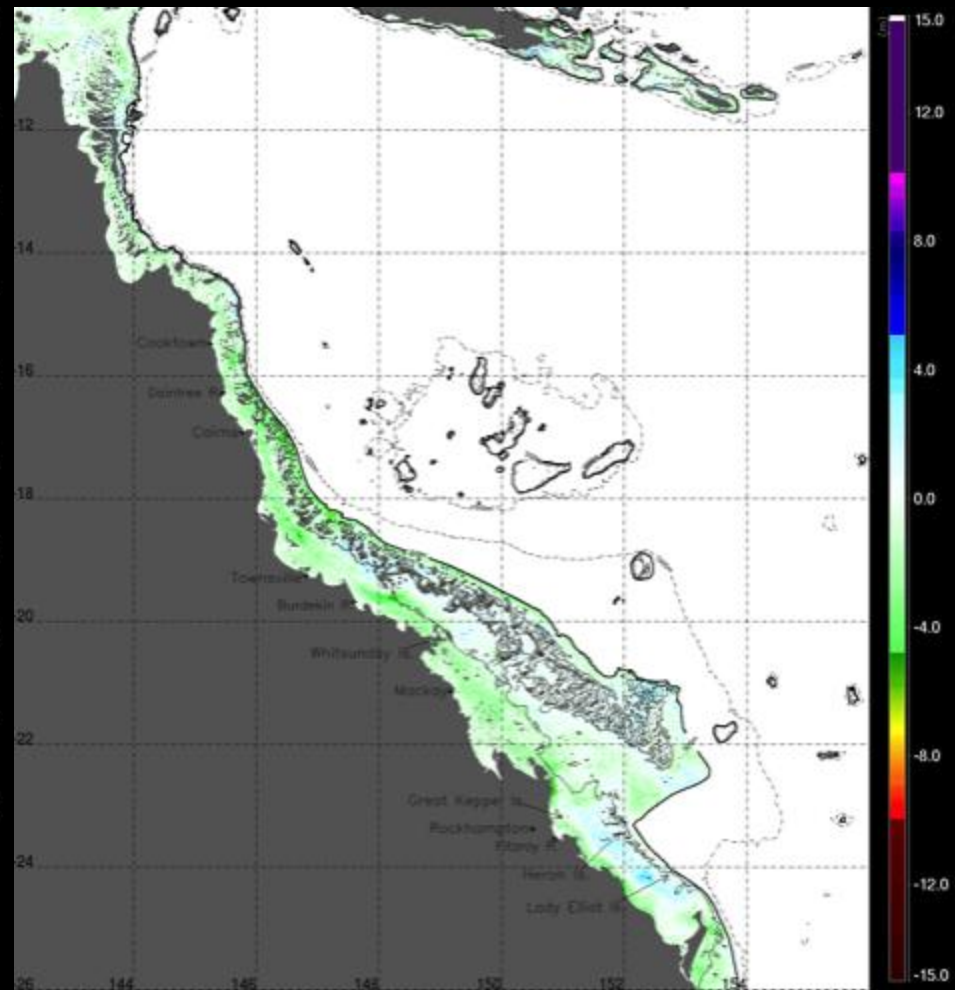 (m)
15.0
12.0
8.0
4.0
0.0
-4.0
-8.0
-12.0
-15.0
-12
-14
-16
-18
-20
-22
-24
-26
144
146
148
150
152
154
Cooktown
Daintree R.
Cairns
Townsville
Burdekin R.
Whitsunday Is.
Mackay
Great Keppel Is.
Rockhampton
Fitzroy R.
Heron Is.
Lady Elliot Is.